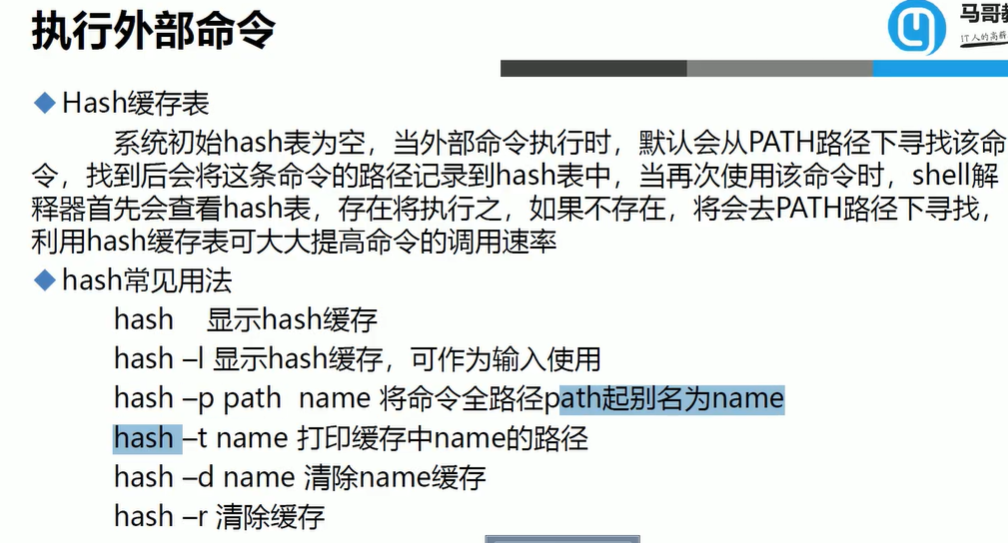 执行外部命令
马哥教
IT人的高薪
◆ Hash缓存表
系统初始hash表为空，当外部命令执行时，默认会从PATH路径下寻找该命
令，找到后会将这条命令的路径记录到hash表中，当再次使用该命令时，shell解
释器首先会查看hash表，存在将执行之，如果不存在，将会去PATH路径下寻找，
利用hash缓存表可大大提高命令的调用速率
◆ hash常见用法
hash 显示hash缓存
hash –l 显示hash缓存，可作为输入使用
hash –p path name 将命令全路径path起别名为name
hash –t name 打印缓存中name的路径
hash –d name 清除name缓存
hash –r 清除缓存